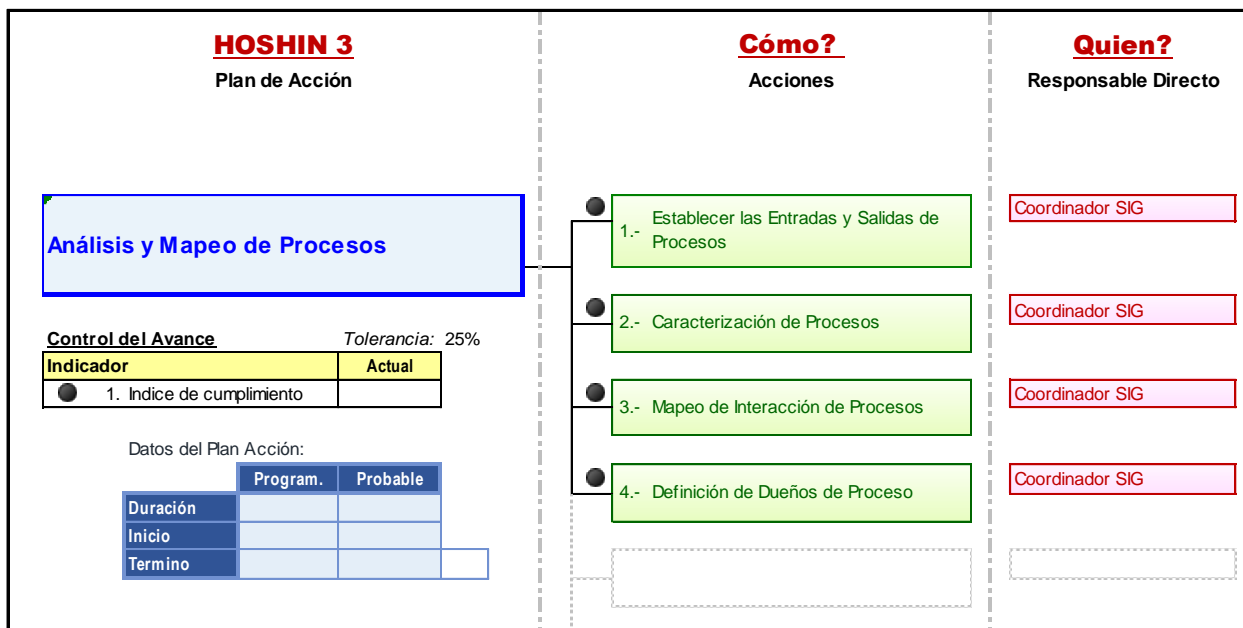 HOSHIN 3
Plan de Acción
Cómo?
Acciones
Quien?
Responsable Directo
Análisis y Mapeo de Procesos
Control del Avance
Tolerancia: 25%
Indicador
Actual
1. Indice de cumplimiento
Datos del Plan Acción:
Program.
Probable
Duración
Inicio
Termino
1.- Establecer las Entradas y Salidas de
Procesos
Coordinador SIG
2.- Caracterización de Procesos
Coordinador SIG
3.- Mapeo de Interacción de Procesos
Coordinador SIG
4.- Definición de Dueños de Proceso
Coordinador SIG